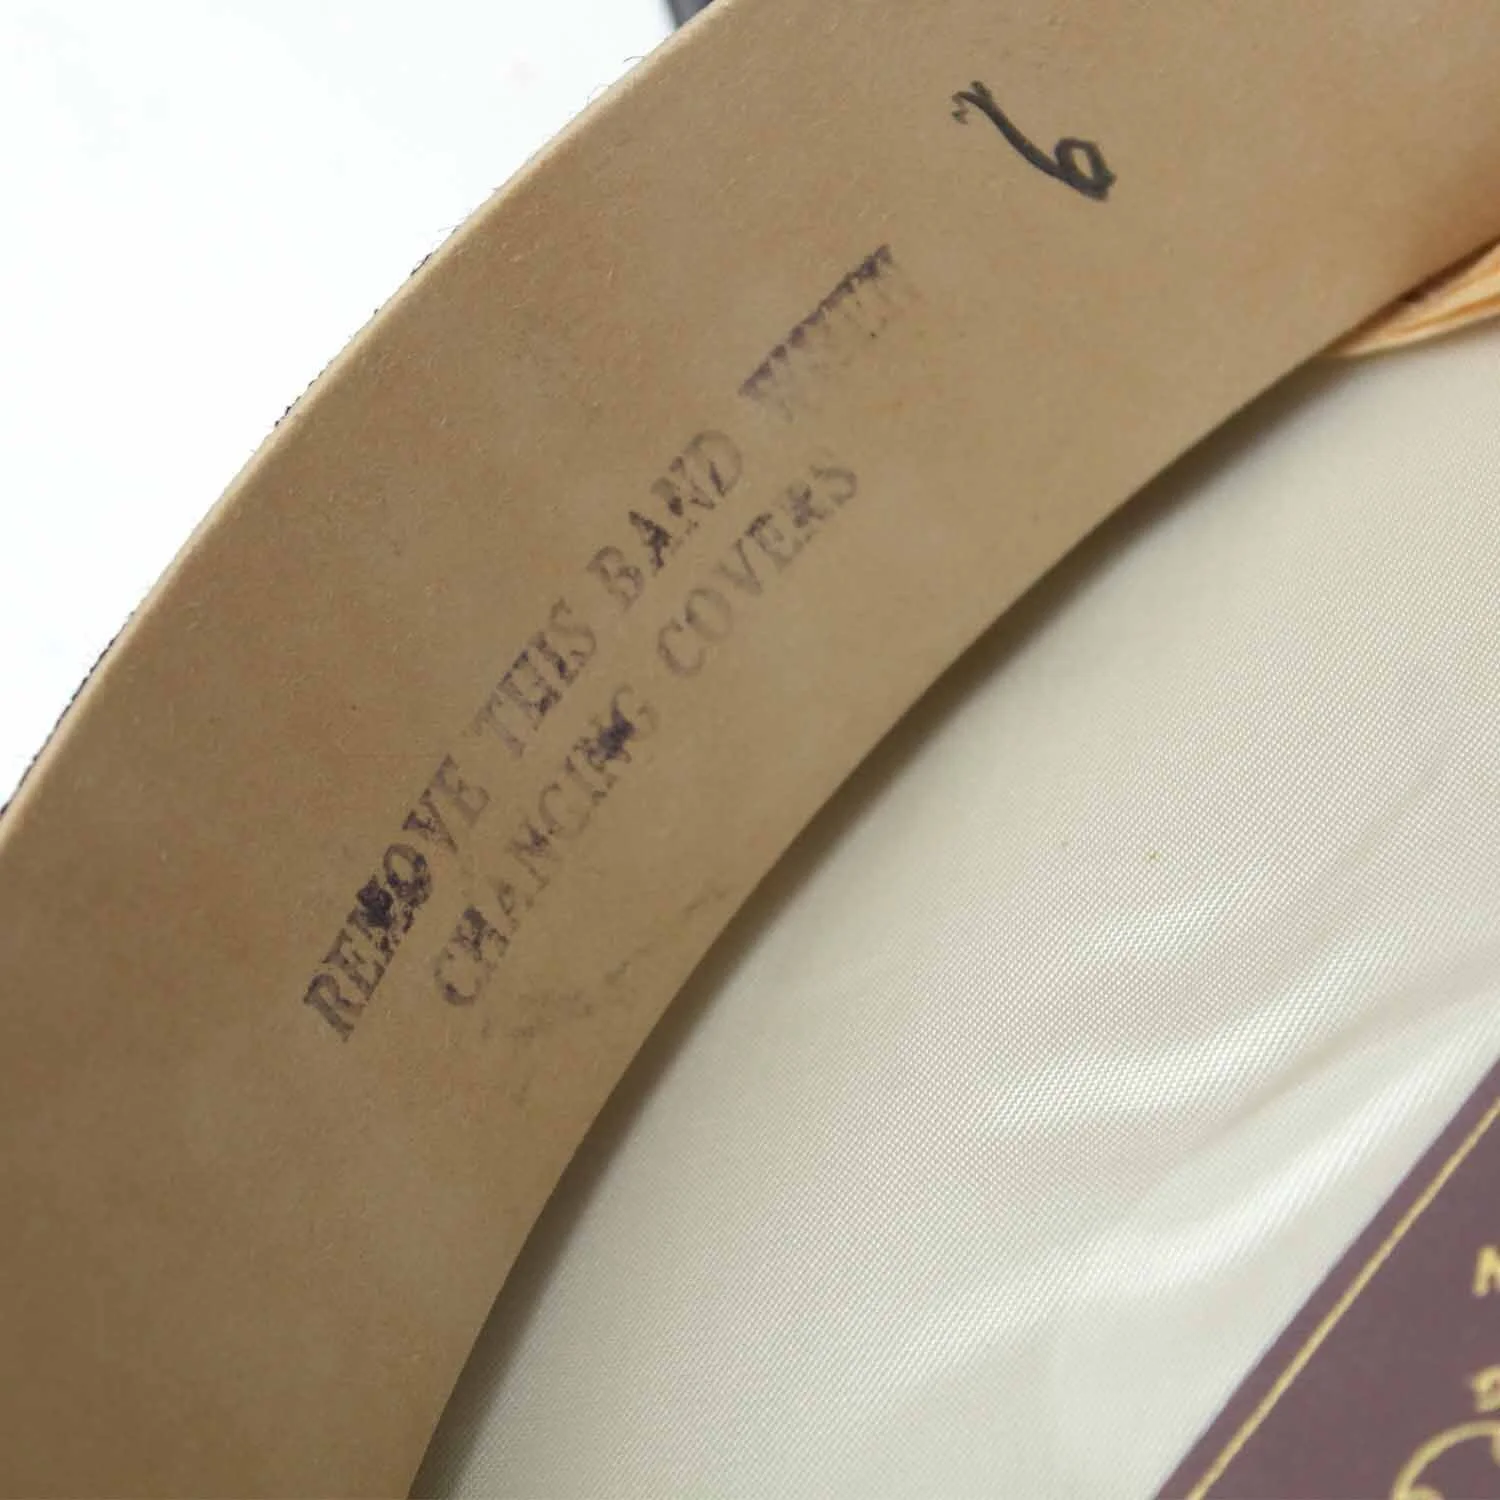 6
REMOVE THIS BAND WHEN
CHANGING COVERS